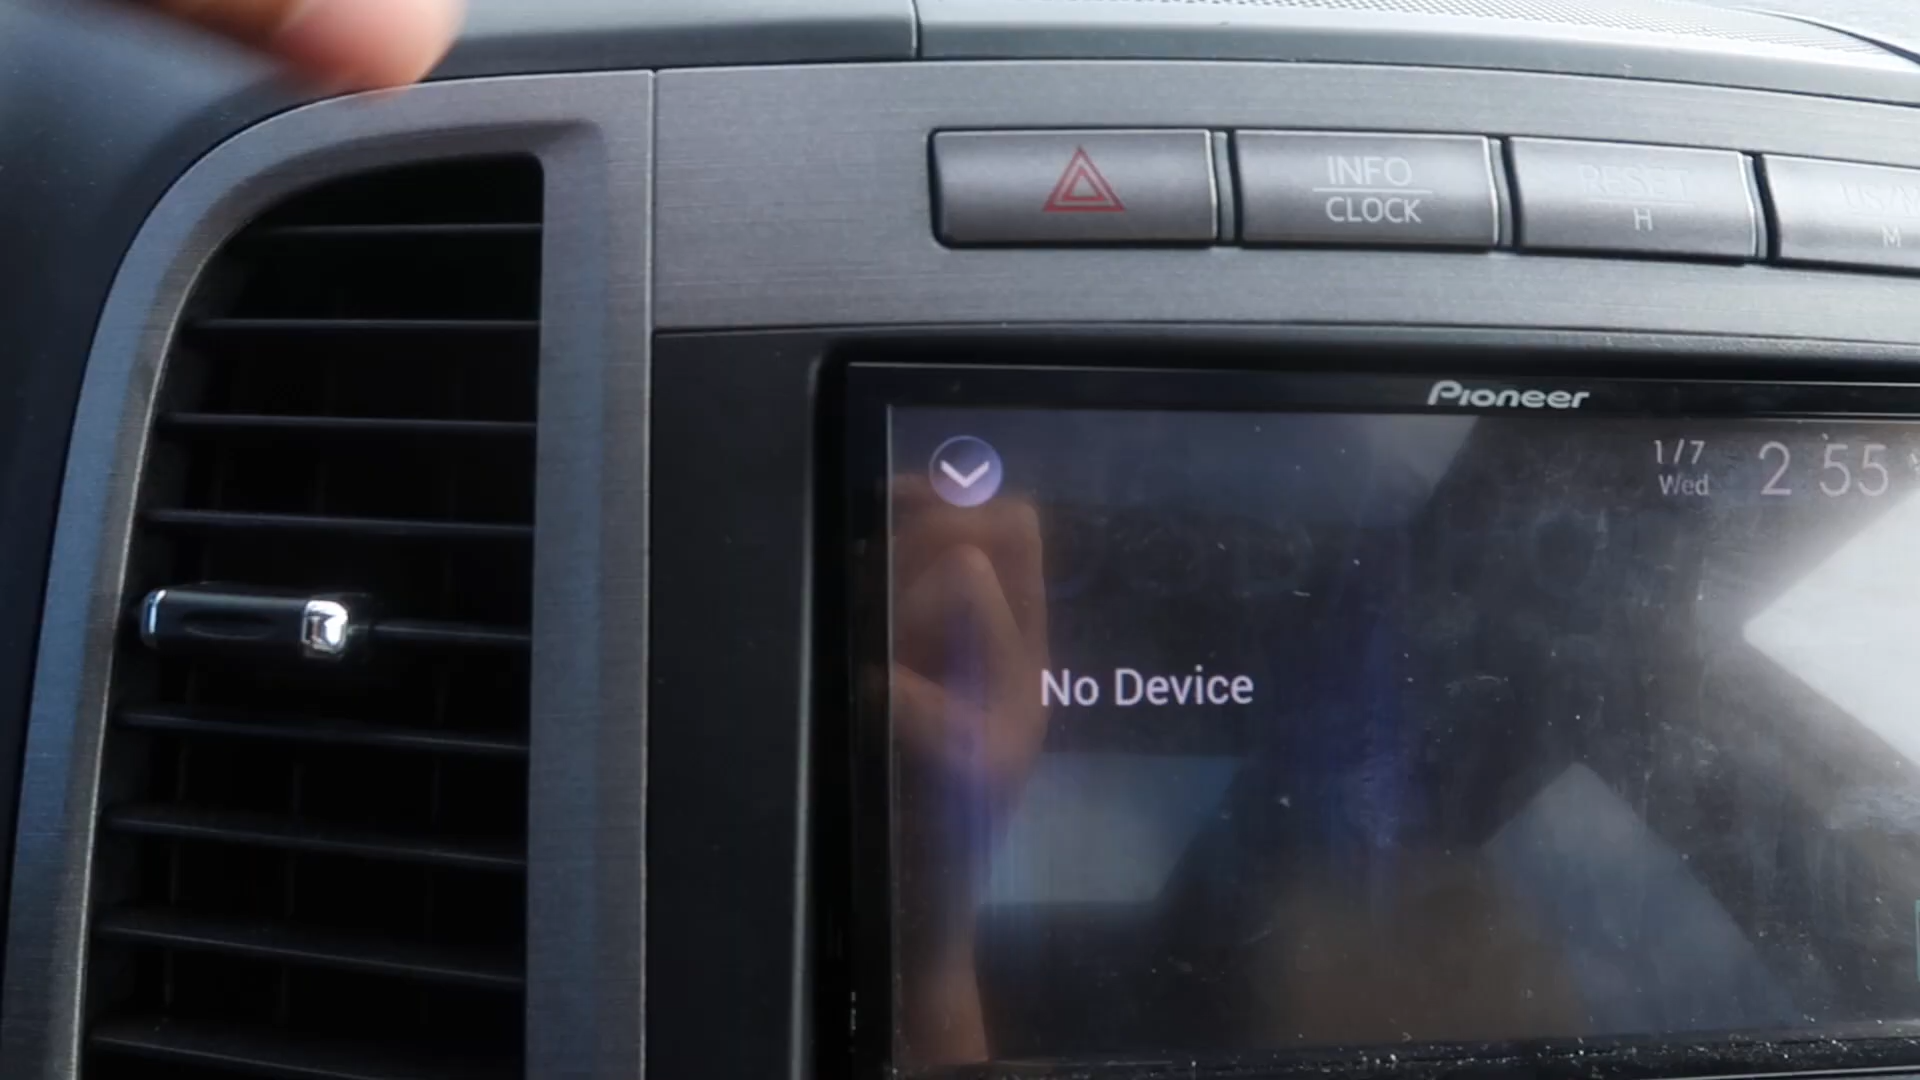 INFO
CLOCK
RESET
H
M
Pioneer
1/7
Wed
2 55
No Device